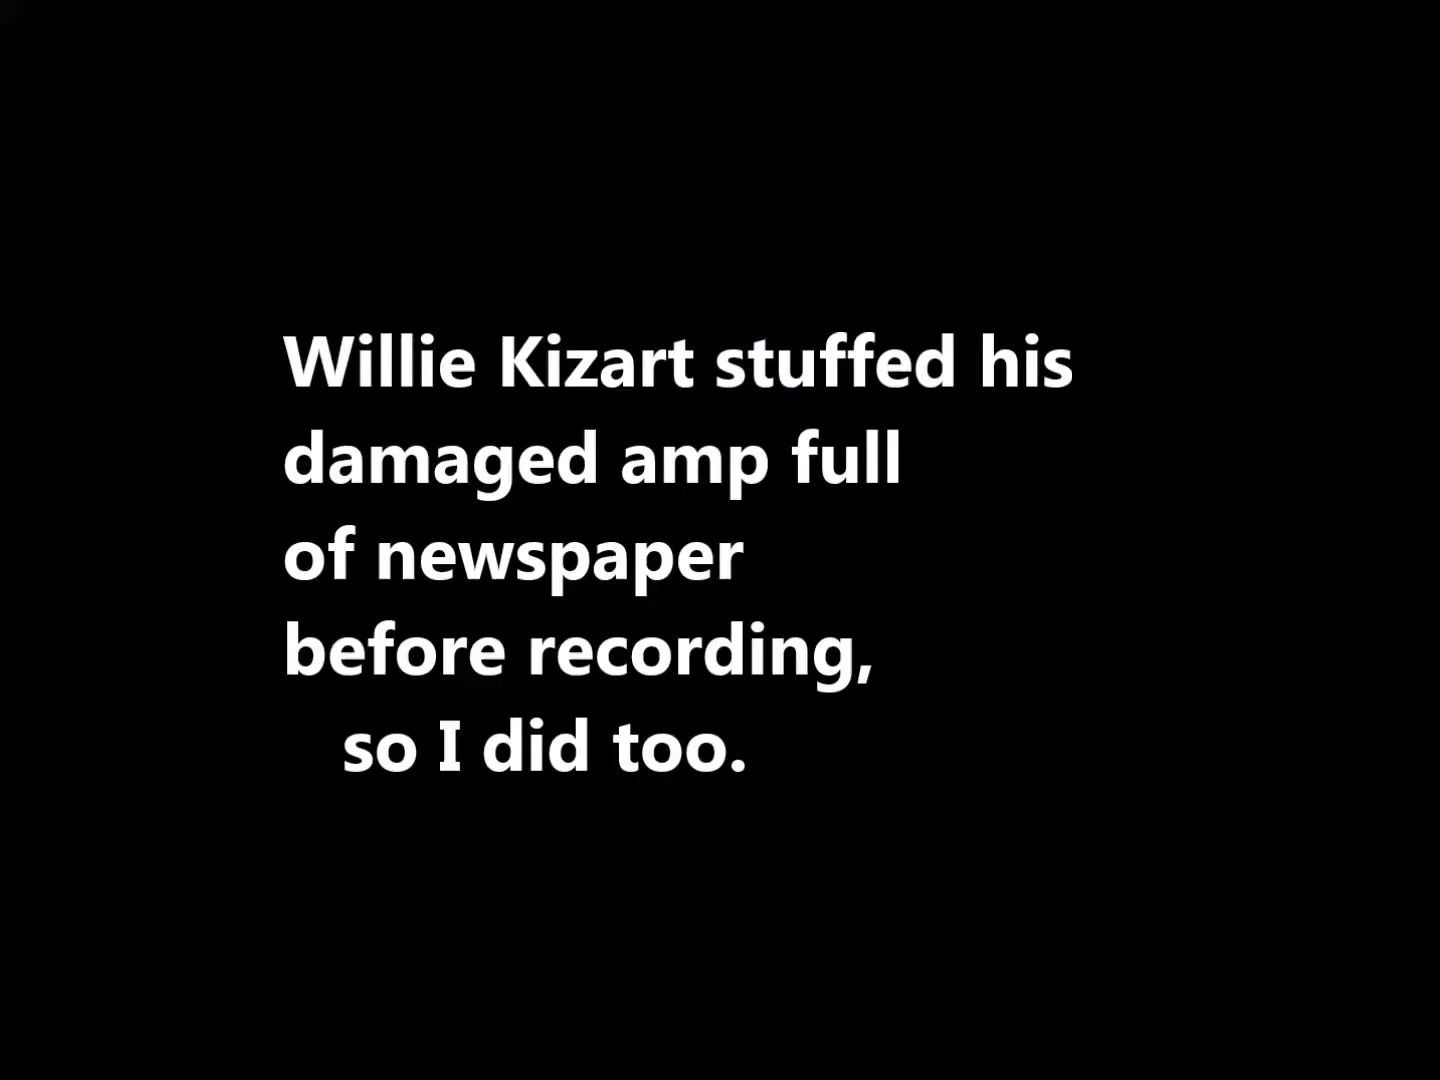 Willie Kizart stuffed his
damaged amp full
of newspaper
before recording,
so I did too.